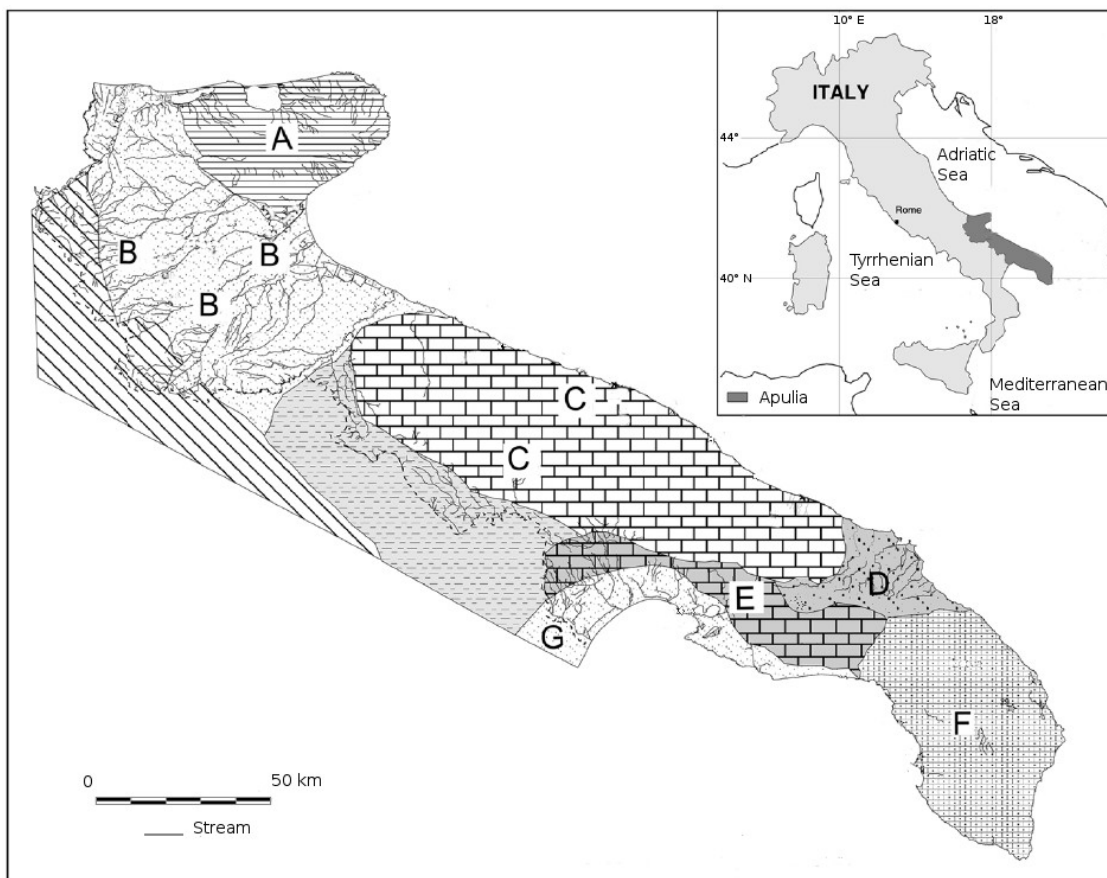 10° E
18°
ITALY
44°
Adriatic
Sea
Rome
Tyrrhenian
Sea
40° N
Mediterranean
Sea
Apulia
A
B
B
B
C
C
D
E
G
F
0
50 km
Stream